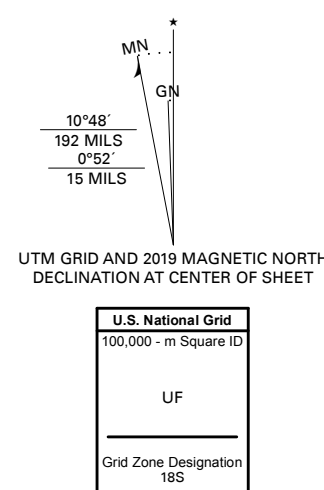 ★
MN
GN
10°48´
192 MILS
0°52´
15 MILS
UTM GRID AND 2019 MAGNETIC NORTH
DECLINATION AT CENTER OF SHEET
U.S. National Grid
100,000 - m Square ID
UF
Grid Zone Designation
18S